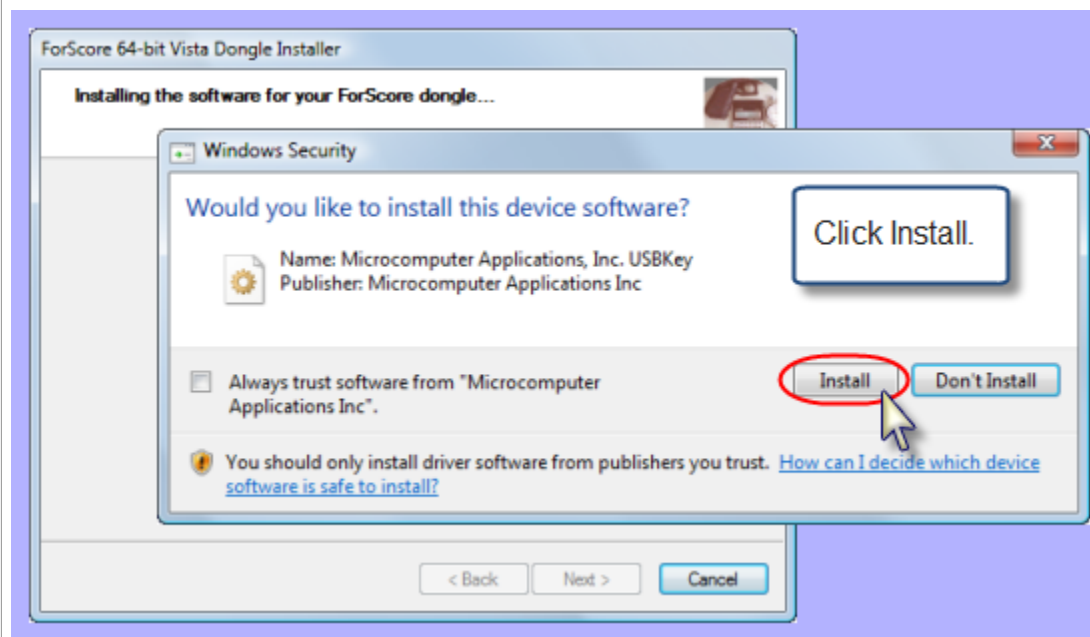 ForScore 64-bit Vista Dongle Installer
Installing the software for your ForScore dongle...
Windows Security
Would you like to install this device software?
Click Install.
Name: Microcomputer Applications, Inc. USBKey
Publisher: Microcomputer Applications Inc
Always trust software from "Microcomputer
Applications Inc".
Install
Don't Install
You should only install driver software from publishers you trust. How can I decide which device
software is safe to install?
< Back
Next >
Cancel